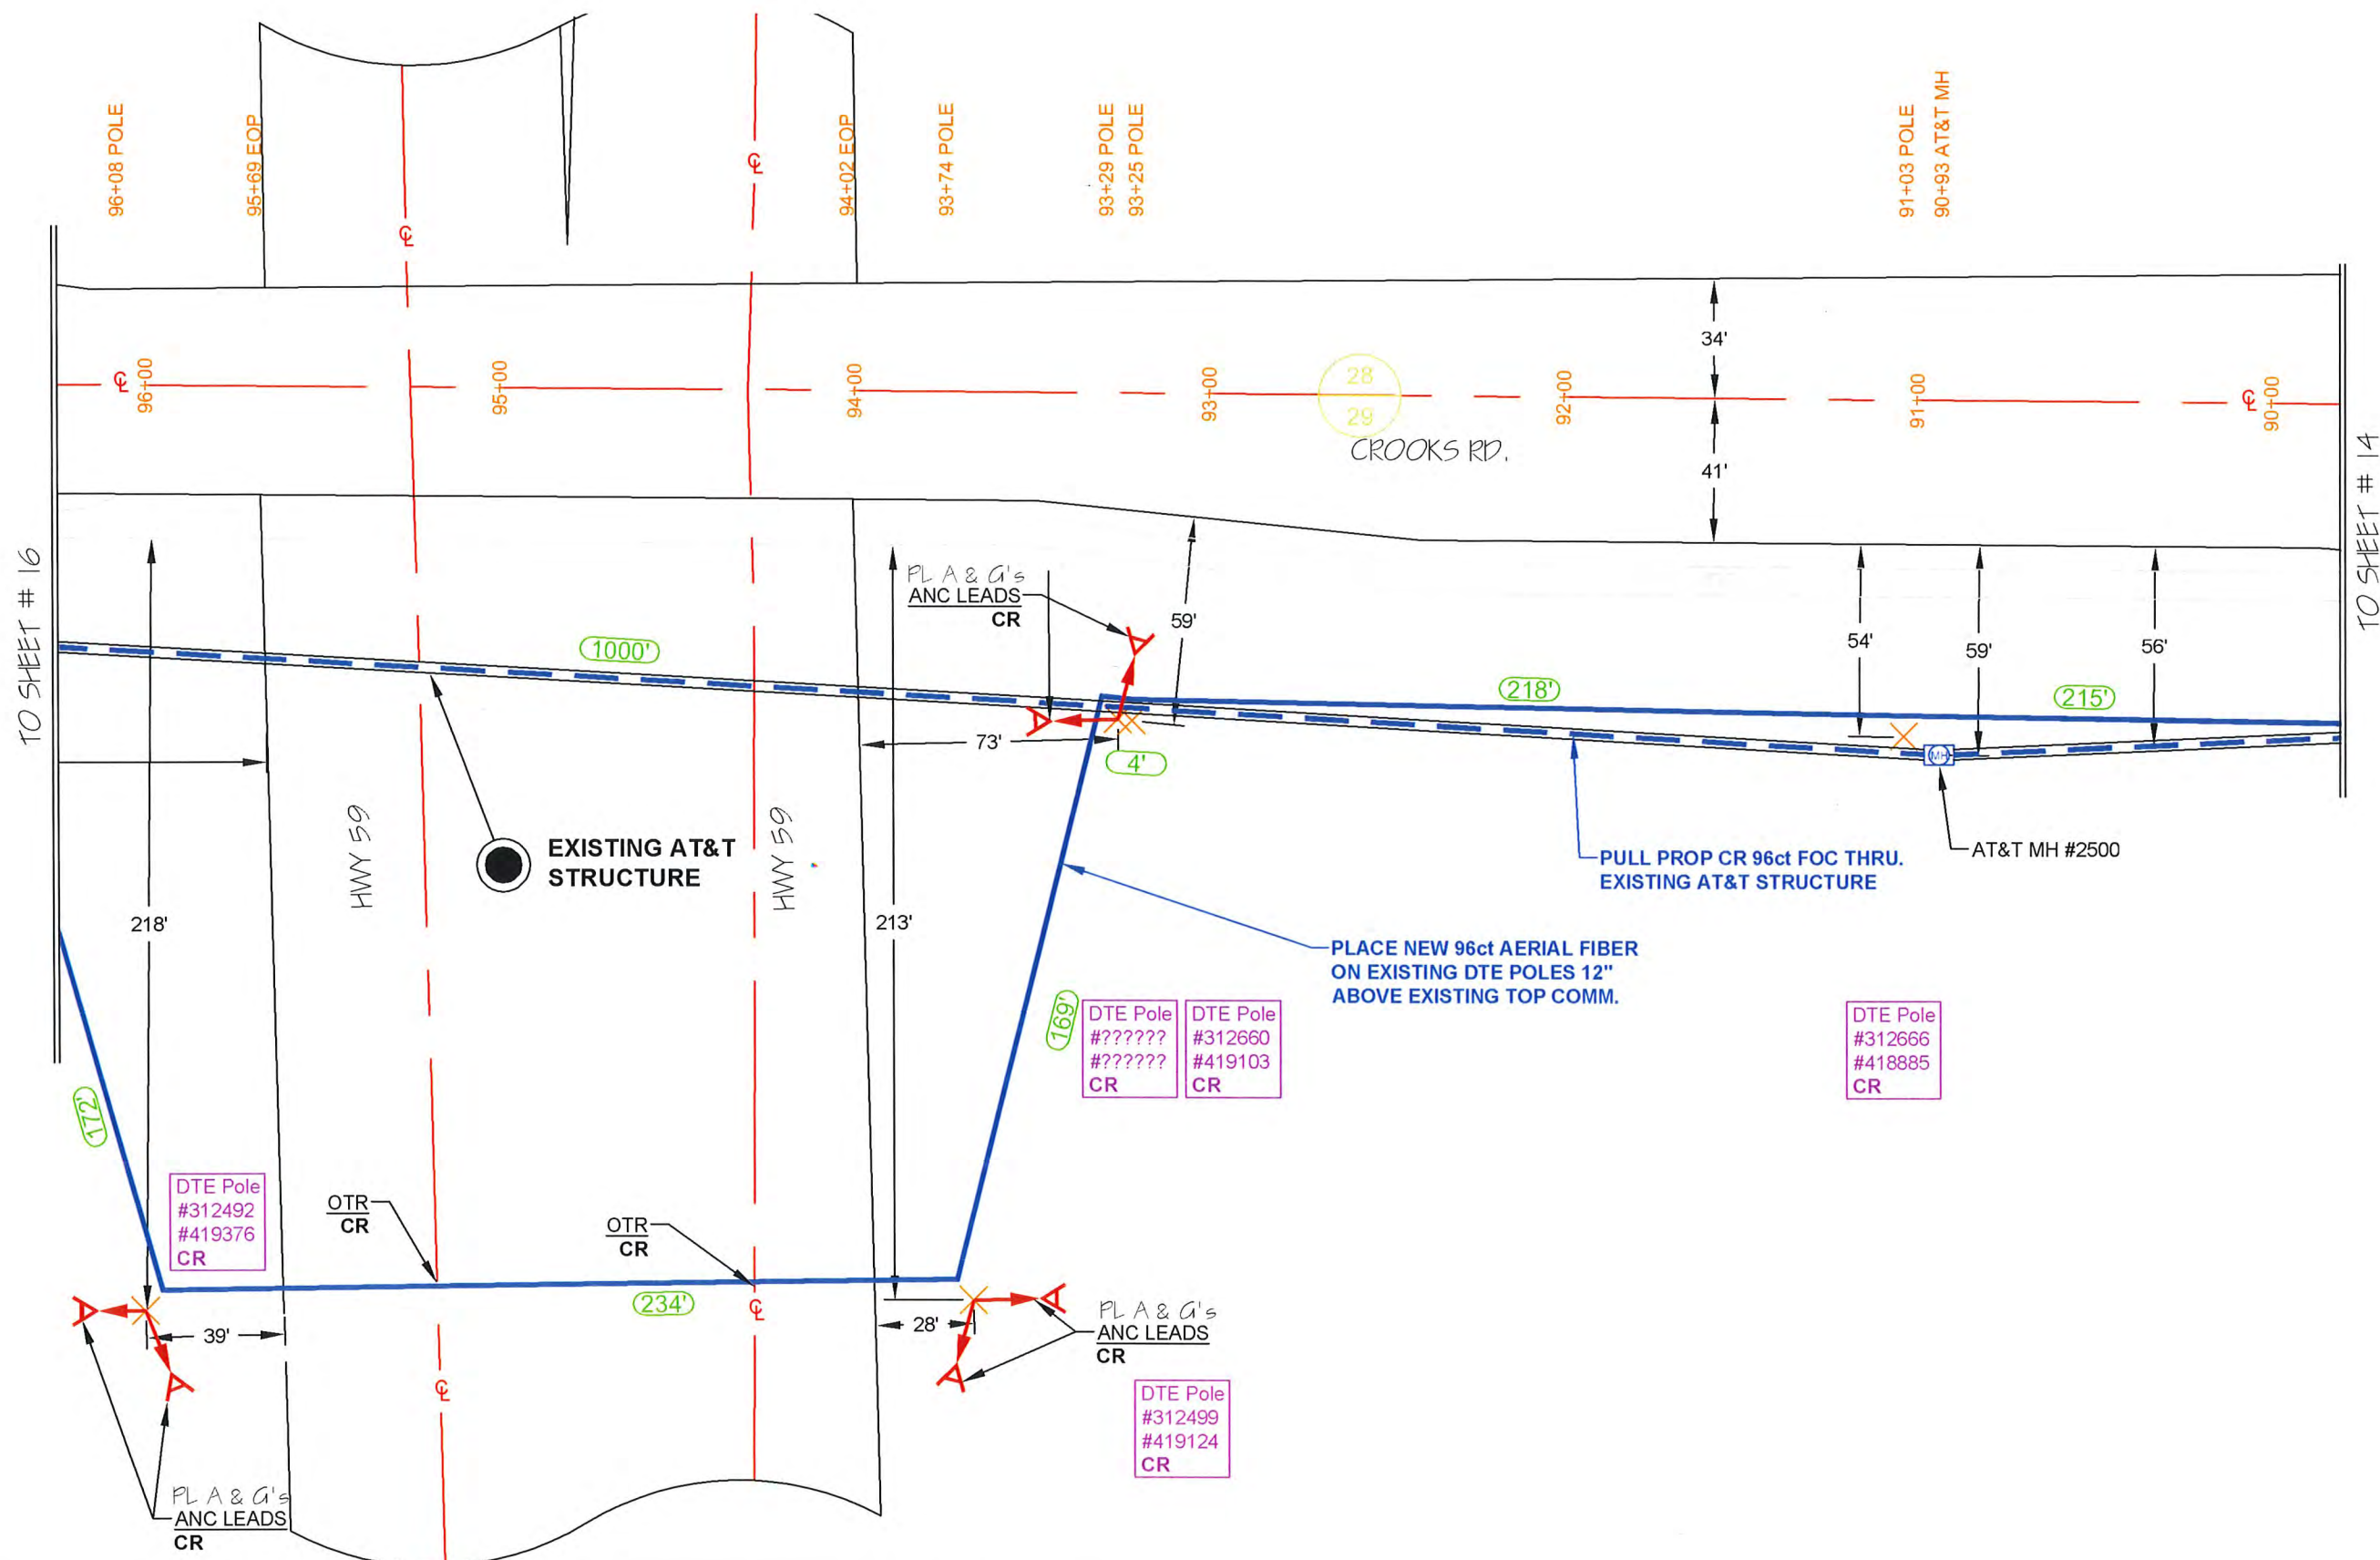 96+08 POLE
95+69 EOP
94+02 EOP
93+74 POLE
93+29 POLE
93+25 POLE
91+03 POLE
90+93 AT&T MH
℄
℄
34'
℄
96+00
95+00
94+00
93+00
28
29
92+00
91+00
℄
90+00
CROOKS RD.
41'
TO SHEET # 16
TO SHEET # 14
PL A & G's
ANC LEADS
CR
A
A
59'
1000'
54'
59'
56'
218'
215'
73'
4'
MH
HWY 59
EXISTING AT&T
STRUCTURE
HWY 59
PULL PROP CR 96ct FOC THRU.
EXISTING AT&T STRUCTURE
AT&T MH #2500
218'
213'
PLACE NEW 96ct AERIAL FIBER
ON EXISTING DTE POLES 12"
ABOVE EXISTING TOP COMM.
169'
DTE Pole
#??????
#??????
CR
DTE Pole
#312660
#419103
CR
DTE Pole
#312666
#418885
CR
172'
DTE Pole
#312492
#419376
CR
OTR
CR
OTR
CR
234'
℄
A
39'
A
28'
A
A
PL A & G's
ANC LEADS
CR
℄
DTE Pole
#312499
#419124
CR
PL A & G's
ANC LEADS
CR